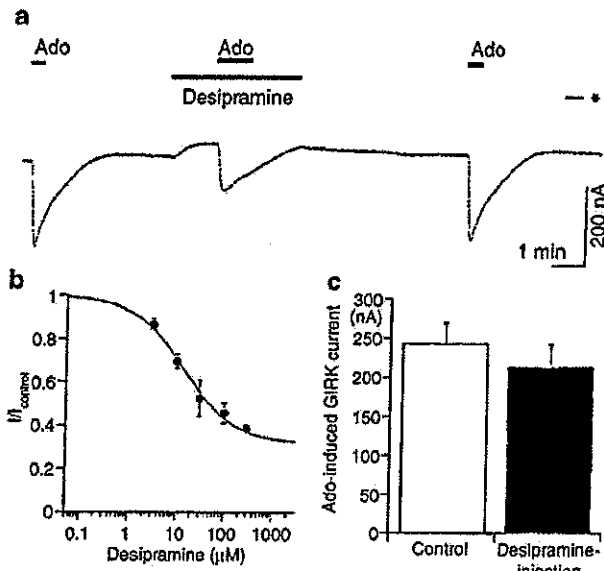 a
Ado Ado Ado
Desipramine
*
200 nA
1 min
b
1
0.8
0.6
0.4
0.2
0
I/Icontrol
0.1 1 10 100 1000
Desipramine (μM)
c
300
(nA)
250
200
150
100
50
0
Ado-induced GIRK current
Control Desipramine-
injection